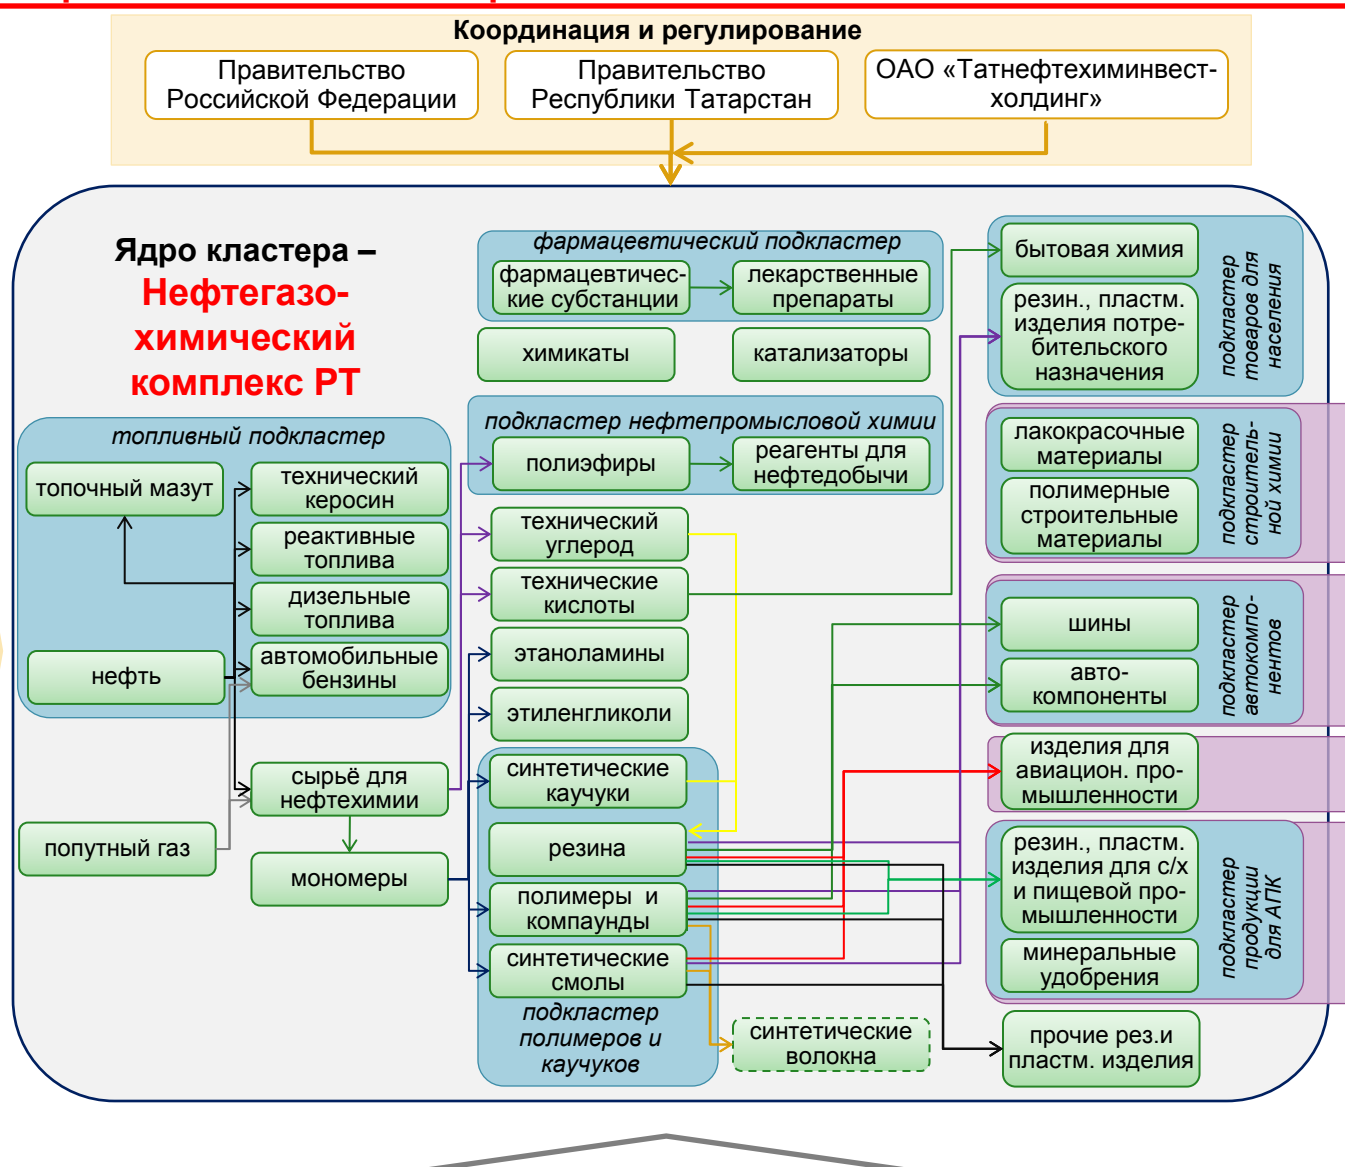 Координация и регулирование
Правительство
Российской Федерации
Правительство
Республики Татарстан
ОАО «Татнефтехиминвест-
холдинг»
Ядро кластера –
Нефтегазо-
химический
комплекс РТ
фармацевтический подкластер
фармацевтичес-
кие субстанции
лекарственные
препараты
химикаты
катализаторы
подкластер нефтепромысловой химии
полиэфиры
реагенты для
нефтедобычи
топливный подкластер
топочный мазут
технический
керосин
реактивные
топлива
дизельные
топлива
нефть
автомобильные
бензины
сырьё для
нефтехимии
попутный газ
мономеры
технический
углерод
технические
кислоты
этаноламины
этиленгликоли
синтетические
каучуки
резина
полимеры и
компаунды
синтетические
смолы
подкластер
полимеров и
каучуков
синтетические
волокна
бытовая химия
резин., пластм.
изделия потре-
бительского
назначения
подкластер
товаров для
населения
лакокрасочные
материалы
полимерные
строительные
материалы
подкластер
строитель-
ной химии
шины
авто-
компоненты
подкластер
автокомпо-
нентов
изделия для
авиацион. про-
мышленности
резин., пластм.
изделия для с/х
и пищевой про-
мышленности
минеральные
удобрения
подкластер
продукции
для АПК
прочие рез.и
пластм. изделия